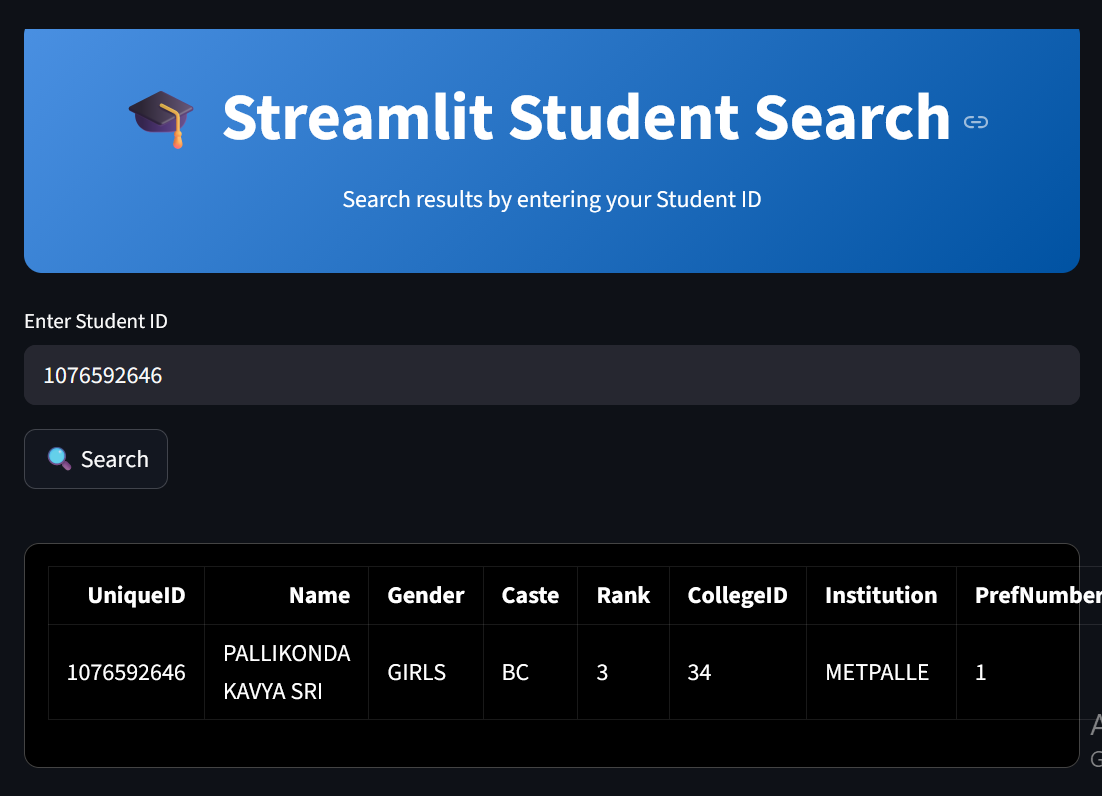 Streamlit Student Search
Search results by entering your Student ID
Enter Student ID
1076592646
Search
UniqueID Name Gender Caste Rank CollegeID Institution PrefNumber
1076592646 PALLIKONDA KAVYA SRI GIRLS BC 3 34 METPALLE 1